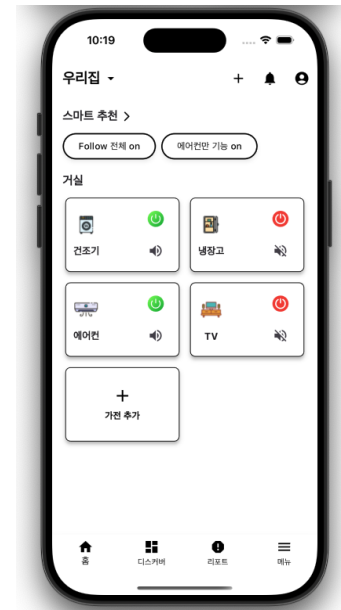 10:19
우리집
스마트 추천 >
Follow 전체 on
에어컨만 기능 on
거실
건조기
냉장고
에어컨
TV
+
가전 추가
홈
디스커버
리포트
메뉴